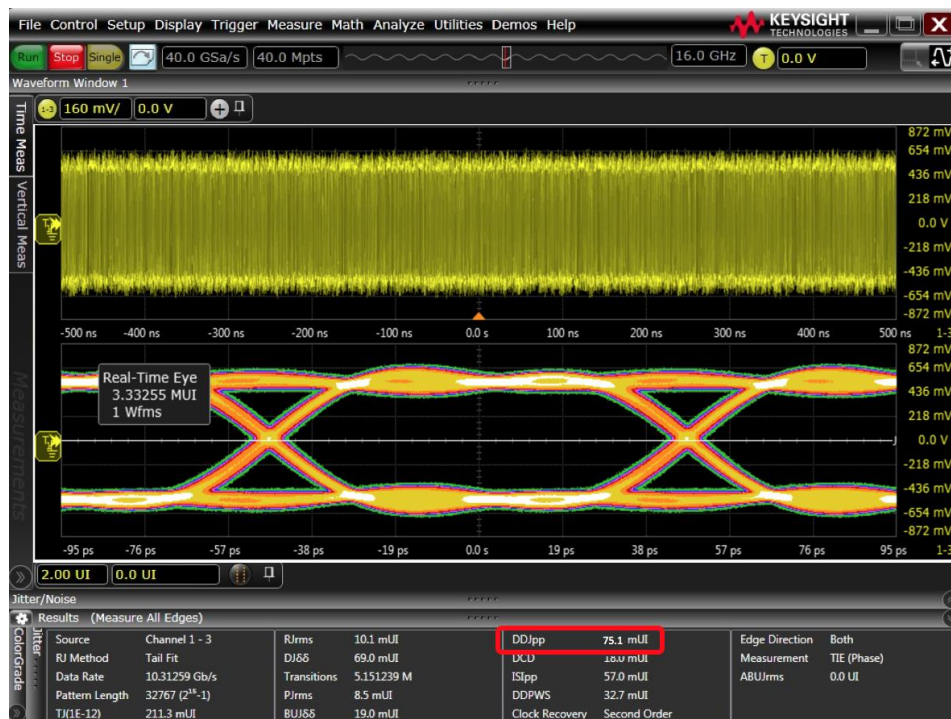 File Control Setup Display Trigger Measure Math Analyze Utilities Demos Help
KEYSIGHT
TECHNOLOGIES
Run Stop Single 40.0 GSa/s 40.0 Mpts 16.0 GHz T 0.0 V
Waveform Window 1
1-3 160 mV/ 0.0 V
Time Meas
Vertical Meas
Measurements
872 mV
654 mV
436 mV
218 mV
0.0 V
-218 mV
-436 mV
-654 mV
-872 mV
-500 ns -400 ns -300 ns -200 ns -100 ns 0.0 s 100 ns 200 ns 300 ns 400 ns 500 ns 1-3
872 mV
654 mV
436 mV
218 mV
0.0 V
-218 mV
-436 mV
-654 mV
-872 mV
Real-Time Eye
3.33255 MUI
1 Wfms
-95 ps -76 ps -57 ps -38 ps -19 ps 0.0 s 19 ps 38 ps 57 ps 76 ps 95 ps 1-3
2.00 UI 0.0 UI
Jitter/Noise
Results (Measure All Edges)
ColorGrade
Jitter
Source Channel 1 - 3 RJrms 10.1 mUI DDJpp 75.1 mUI Edge Direction Both
RJ Method Tail Fit DJδδ 69.0 mUI DCD 18.0 mUI Measurement TIE (Phase)
Data Rate 10.31259 Gb/s Transitions 5.151239 M ISIpp 57.0 mUI ABUJrms 0.0 UI
Pattern Length 32767 (2¹⁵-1) PJrms 8.5 mUI DDPWS 32.7 mUI
TJ(1E-12) 211.3 mUI BUJδδ 19.0 mUI Clock Recovery Second Order